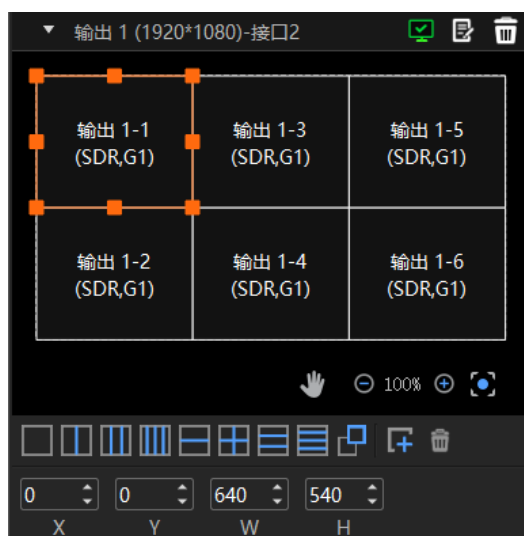 输出 1 (1920*1080)-接口2
输出 1-1
(SDR,G1)
输出 1-3
(SDR,G1)
输出 1-5
(SDR,G1)
输出 1-2
(SDR,G1)
输出 1-4
(SDR,G1)
输出 1-6
(SDR,G1)
100%
0
0
640
540
X
Y
W
H